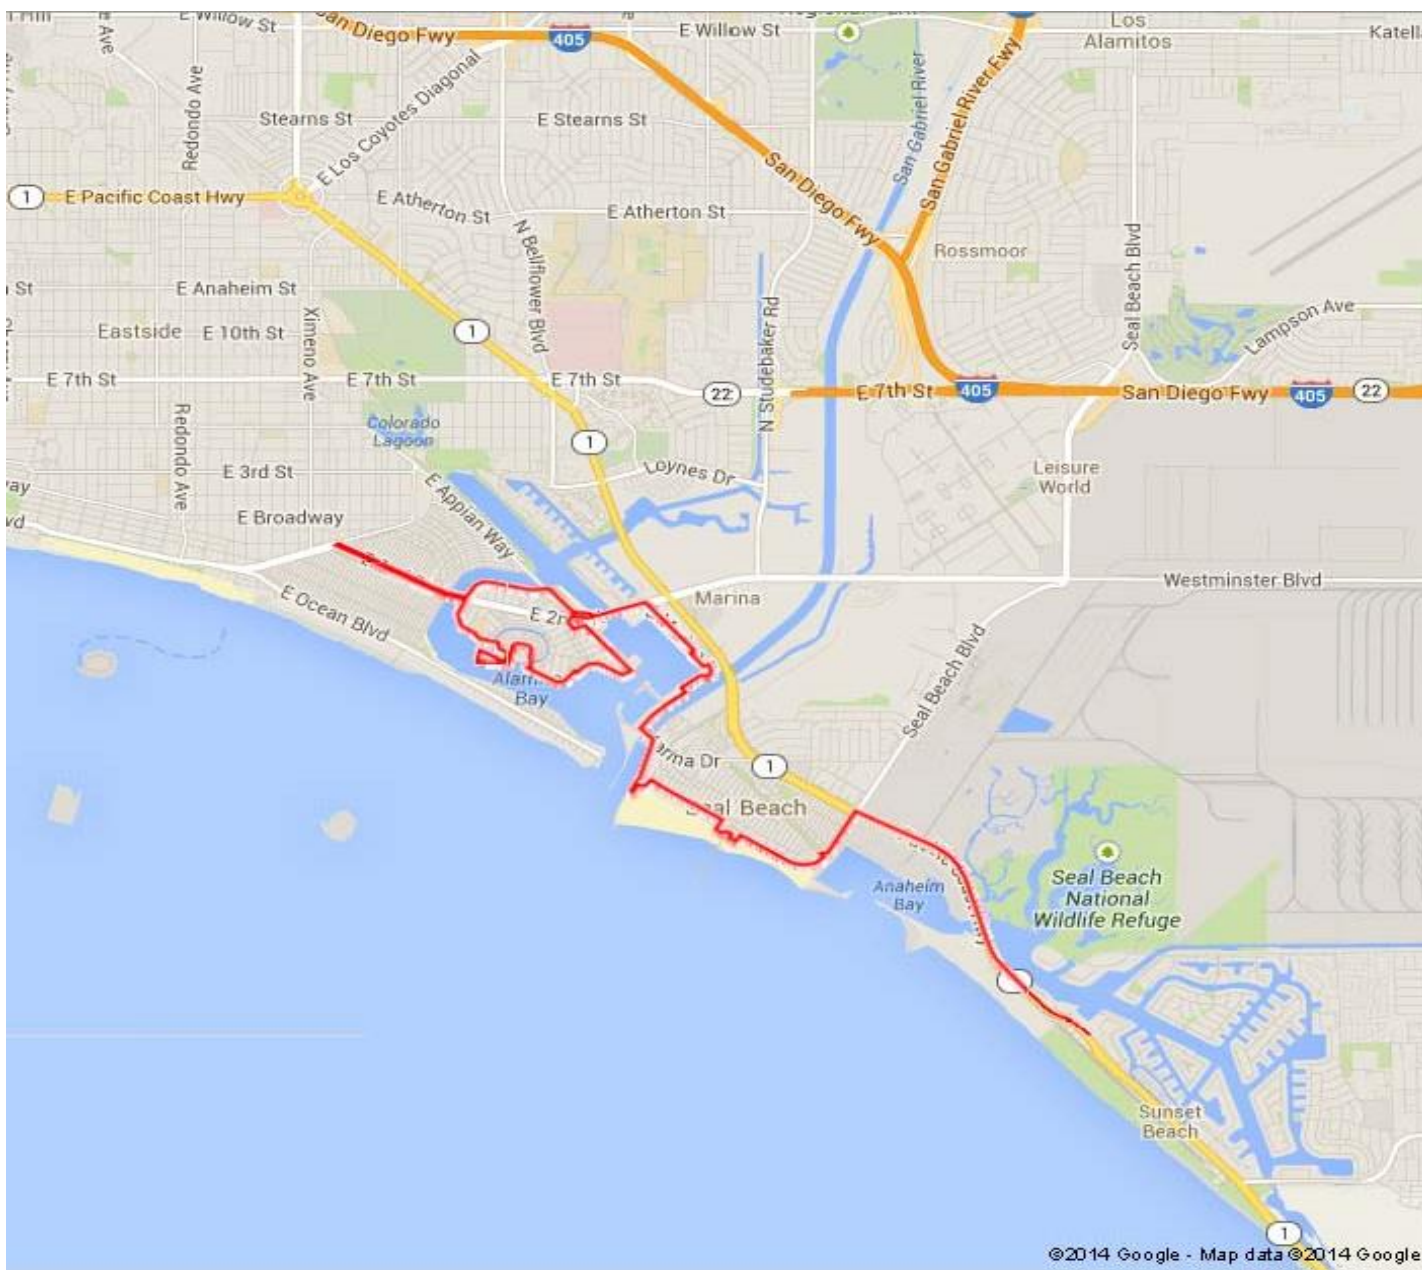 E Willow St
San Diego Fwy
405
E Willow St
Los
Alamitos
Redondo Ave
E Los Coyotes Diagonal
Stearns St
E Stearns St
San Gabriel River
San Gabriel River Fwy
San Diego Fwy
1
E Pacific Coast Hwy
E Atherton St
E Atherton St
N Bellflower Blvd
Rossmoor
Seal Beach Blvd
E Anaheim St
Ximeno Ave
N Studebaker Rd
Lampson Ave
Eastside
E 10th St
1
E 7th St
E 7th St
E 7th St
22
E 7th St
405
San Diego Fwy
405
22
Redondo Ave
Colorado
Lagoon
1
E 3rd St
Loynes Dr
Leisure
World
E Appian Way
E Broadway
Westminster Blvd
E Ocean Blvd
Marina
E 2
Seal Beach Blvd
Bay
Dr
1
Beach
Anaheim
Bay
Seal Beach
National
Wildlife Refuge
Sunset
Beach
1
©2014 Google - Map data ©2014 Google